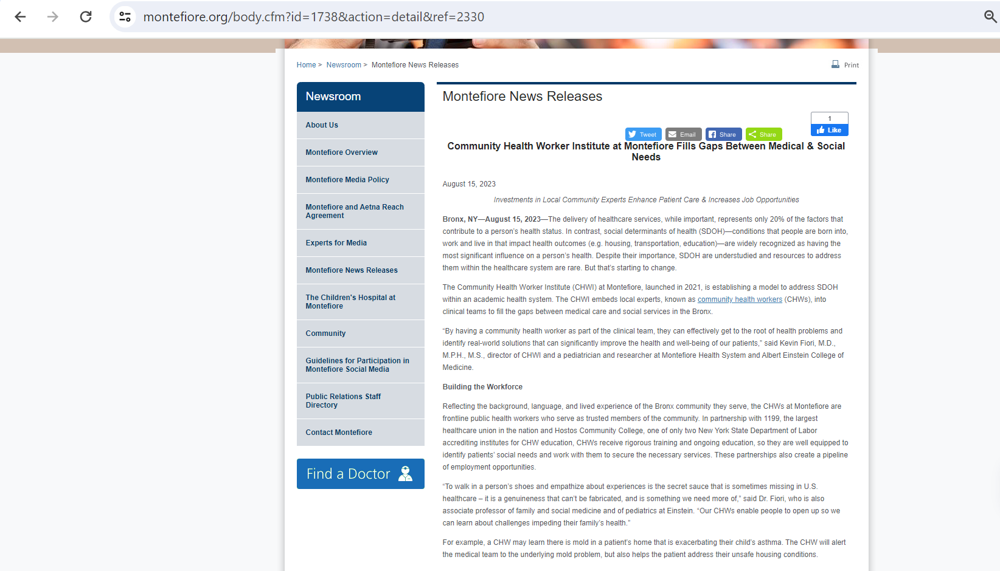 montefiore.org/body.cfm?id=1738&action=detail&ref=2330
Home > Newsroom > Montefiore News Releases
Print
Newsroom
About Us
Montefiore Overview
Montefiore Media Policy
Montefiore and Aetna Reach
Agreement
Experts for Media
Montefiore News Releases
The Children's Hospital at
Montefiore
Community
Guidelines for Participation in
Montefiore Social Media
Public Relations Staff
Directory
Contact Montefiore
Find a Doctor
Montefiore News Releases
1
Like
Tweet Email Share Share
Community Health Worker Institute at Montefiore Fills Gaps Between Medical & Social
Needs
August 15, 2023
Investments in Local Community Experts Enhance Patient Care & Increases Job Opportunities
Bronx, NY—August 15, 2023—The delivery of healthcare services, while important, represents only 20% of the factors that
contribute to a person’s health status. In contrast, social determinants of health (SDOH)—conditions that people are born into,
work and live in that impact health outcomes (e.g. housing, transportation, education)—are widely recognized as having the
most significant influence on a person’s health. Despite their importance, SDOH are understudied and resources to address
them within the healthcare system are rare. But that’s starting to change.
The Community Health Worker Institute (CHWI) at Montefiore, launched in 2021, is establishing a model to address SDOH
within an academic health system. The CHWI embeds local experts, known as community health workers (CHWs), into
clinical teams to fill the gaps between medical care and social services in the Bronx.
“By having a community health worker as part of the clinical team, they can effectively get to the root of health problems and
identify real-world solutions that can significantly improve the health and well-being of our patients,” said Kevin Fiori, M.D.,
M.P.H., M.S., director of CHWI and a pediatrician and researcher at Montefiore Health System and Albert Einstein College of
Medicine.
Building the Workforce
Reflecting the background, language, and lived experience of the Bronx community they serve, the CHWs at Montefiore are
frontline public health workers who serve as trusted members of the community. In partnership with 1199, the largest
healthcare union in the nation and Hostos Community College, one of only two New York State Department of Labor
accrediting institutes for CHW education, CHWs receive rigorous training and ongoing education, so they are well equipped to
identify patients’ social needs and work with them to secure the necessary services. These partnerships also create a pipeline
of employment opportunities.
“To walk in a person’s shoes and empathize about experiences is the secret sauce that is sometimes missing in U.S.
healthcare – it is a genuineness that can’t be fabricated, and is something we need more of,” said Dr. Fiori, who is also
associate professor of family and social medicine and of pediatrics at Einstein. “Our CHWs enable people to open up so we
can learn about challenges impeding their family’s health.”
For example, a CHW may learn there is mold in a patient’s home that is exacerbating their child’s asthma. The CHW will alert
the medical team to the underlying mold problem, but also helps the patient address their unsafe housing conditions.